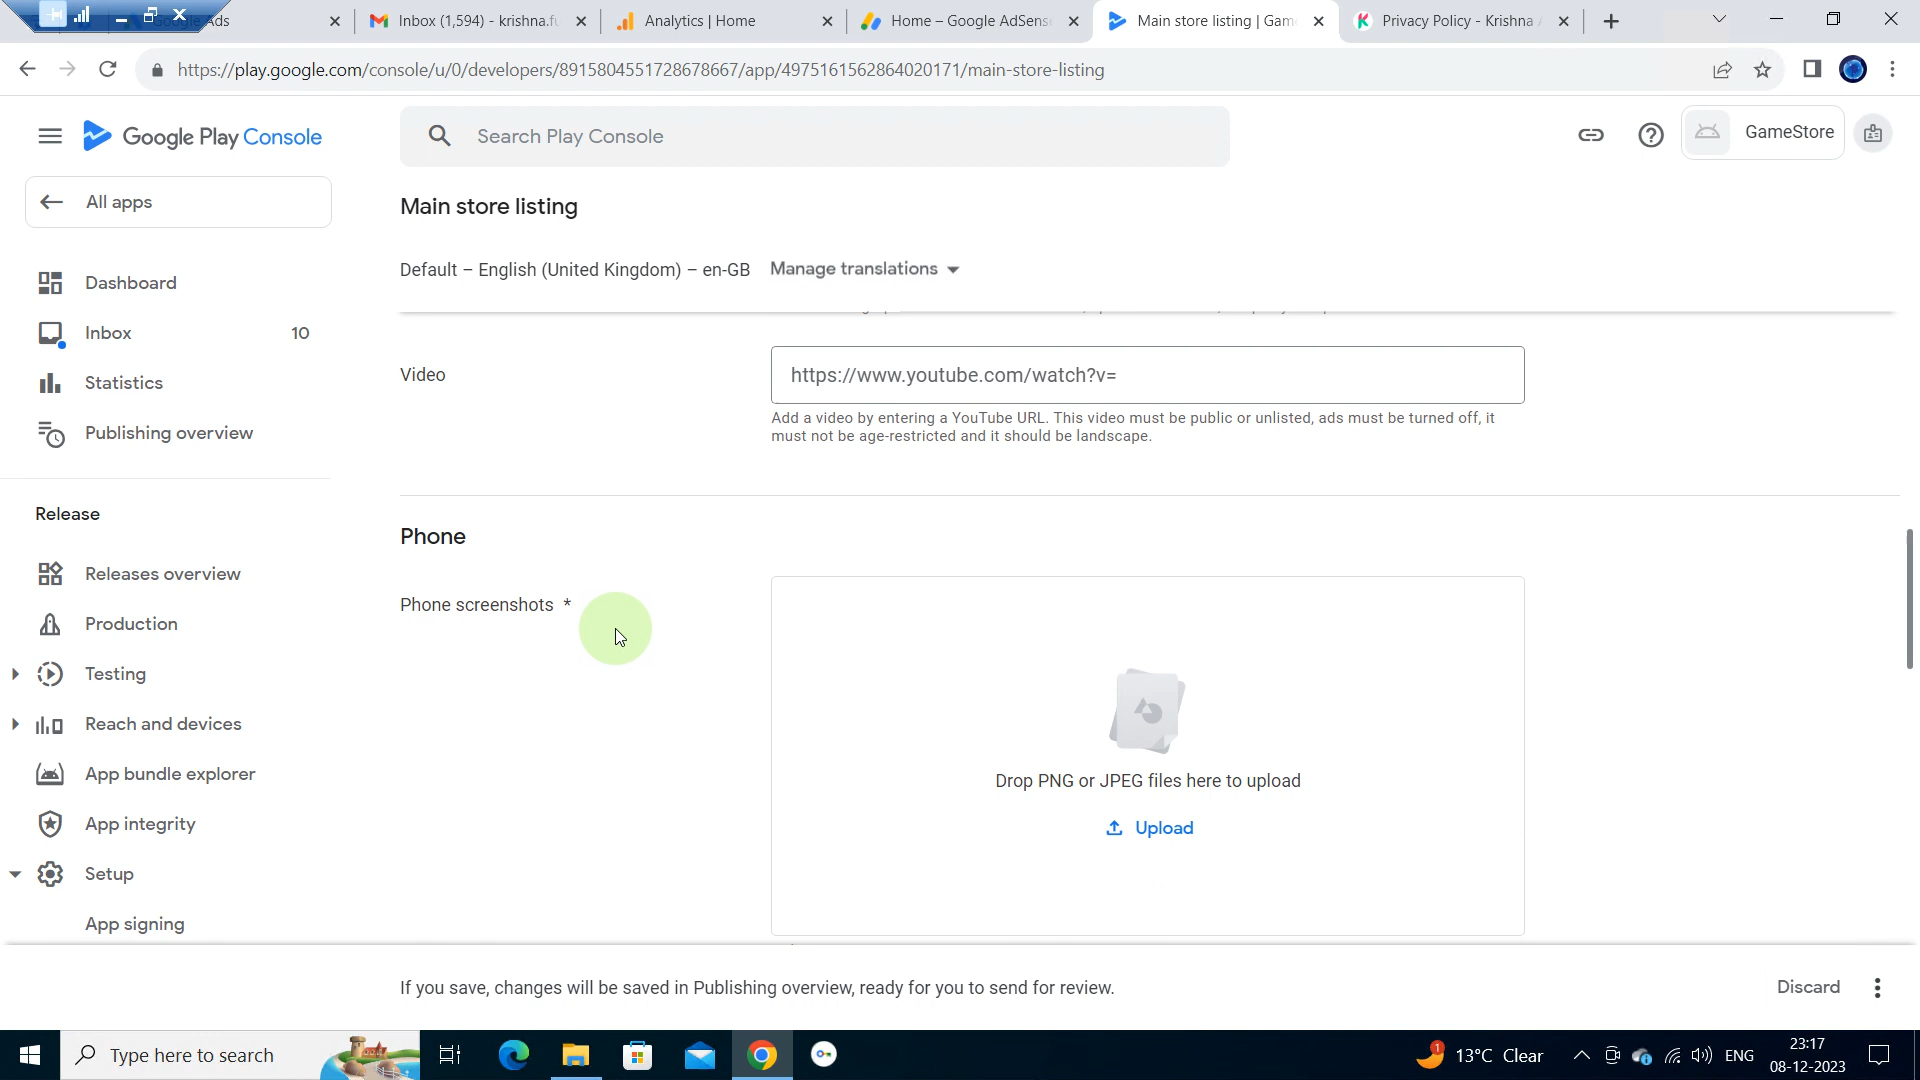 Ads
Inbox (1,594) - krishna.fu
Analytics | Home
Home – Google AdSense
Main store listing | Game
Privacy Policy - Krishna
https://play.google.com/console/u/0/developers/8915804551728678667/app/4975161562864020171/main-store-listing
Google Play Console
Search Play Console
GameStore
All apps
Main store listing
Default – English (United Kingdom) – en-GB
Manage translations
Dashboard
Inbox
10
Statistics
Publishing overview
Video
https://www.youtube.com/watch?v=
Add a video by entering a YouTube URL. This video must be public or unlisted, ads must be turned off, it
must not be age-restricted and it should be landscape.
Release
Releases overview
Production
Testing
Reach and devices
App bundle explorer
App integrity
Setup
App signing
Phone
Phone screenshots *
Drop PNG or JPEG files here to upload
Upload
If you save, changes will be saved in Publishing overview, ready for you to send for review.
Discard
Type here to search
1
13°C Clear
ENG
23:17
08-12-2023